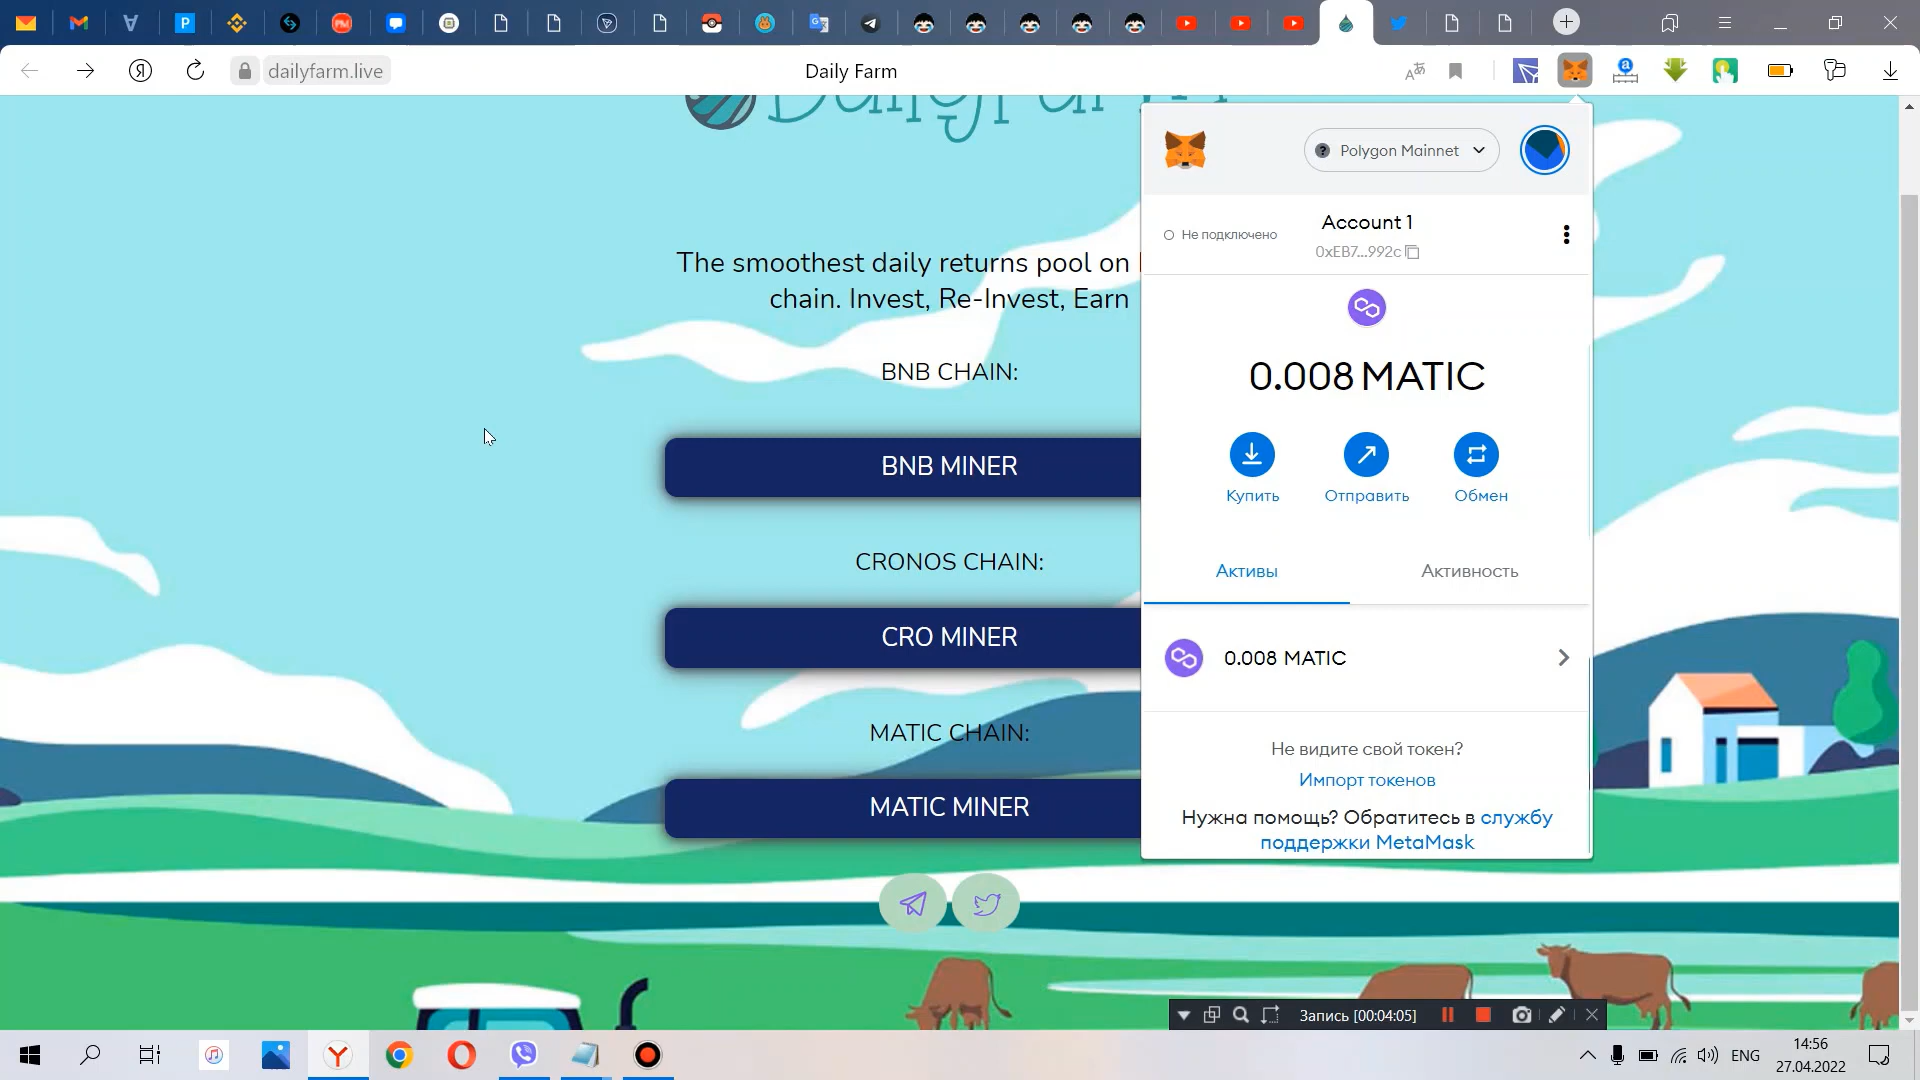 dailyfarm.live
Daily Farm
DailyFarm
The smoothest daily returns pool on
chain. Invest, Re-Invest, Earn
BNB CHAIN:
BNB MINER
CRONOS CHAIN:
CRO MINER
MATIC CHAIN:
MATIC MINER
Polygon Mainnet
Не подключено
Account 1
0xEB7...992c
0.008 MATIC
Купить
Отправить
Обмен
Активы
Активность
0.008 MATIC
Не видите свой токен?
Импорт токенов
Нужна помощь? Обратитесь в службу
поддержки MetaMask
Запись [00:04:05]
ENG
14:56
27.04.2022